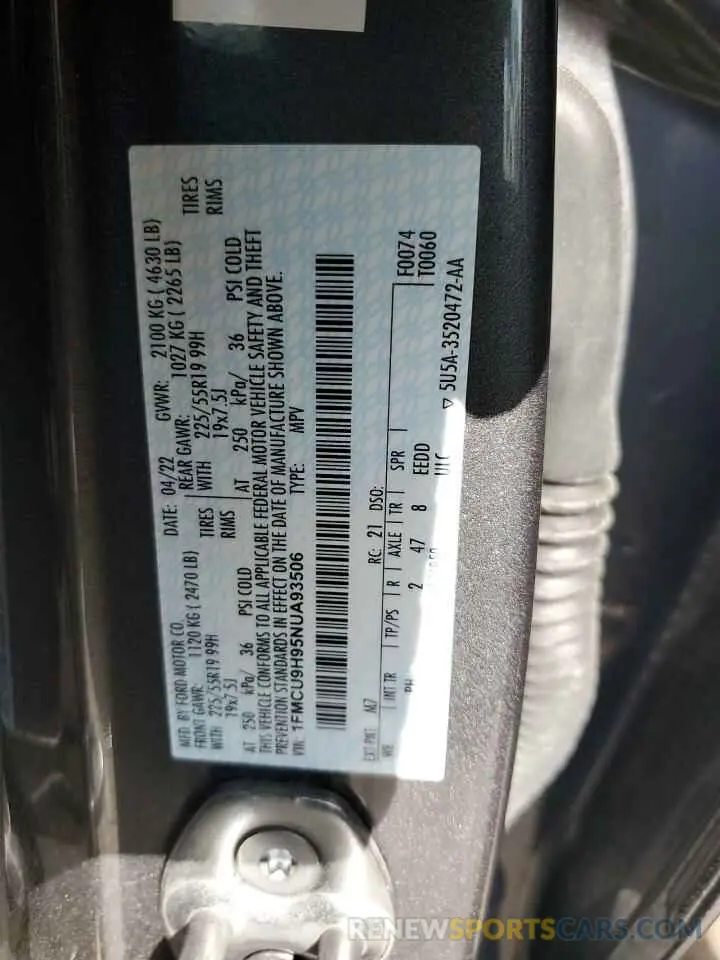 MFD. BY FORD MOTOR CO.
DATE: 04/22 GVWR: 2100 KG ( 4630 LB)
FRONT GAWR: 1120 KG ( 2470 LB)
REAR GAWR: 1027 KG ( 2265 LB)
WITH 225/55R19 99H TIRES
WITH 225/55R19 99H TIRES
19x7.5J RIMS
19x7.5J RIMS
AT 250 kPa/ 36 PSI COLD
AT 250 kPa/ 36 PSI COLD
THIS VEHICLE CONFORMS TO ALL APPLICABLE FEDERAL MOTOR VEHICLE SAFETY AND THEFT
PREVENTION STANDARDS IN EFFECT ON THE DATE OF MANUFACTURE SHOWN ABOVE.
VIN: 1FMCU9H95NUA93506 TYPE: MPV
EXT PNT: M7 RC: 21 DSO:
F0074
WB INT TR TP/PS R AXLE TR SPR
T0060
2 47 8 EEDD
UIC
5U5A-3520472-AA
RENEWSPORTSCARS.COM